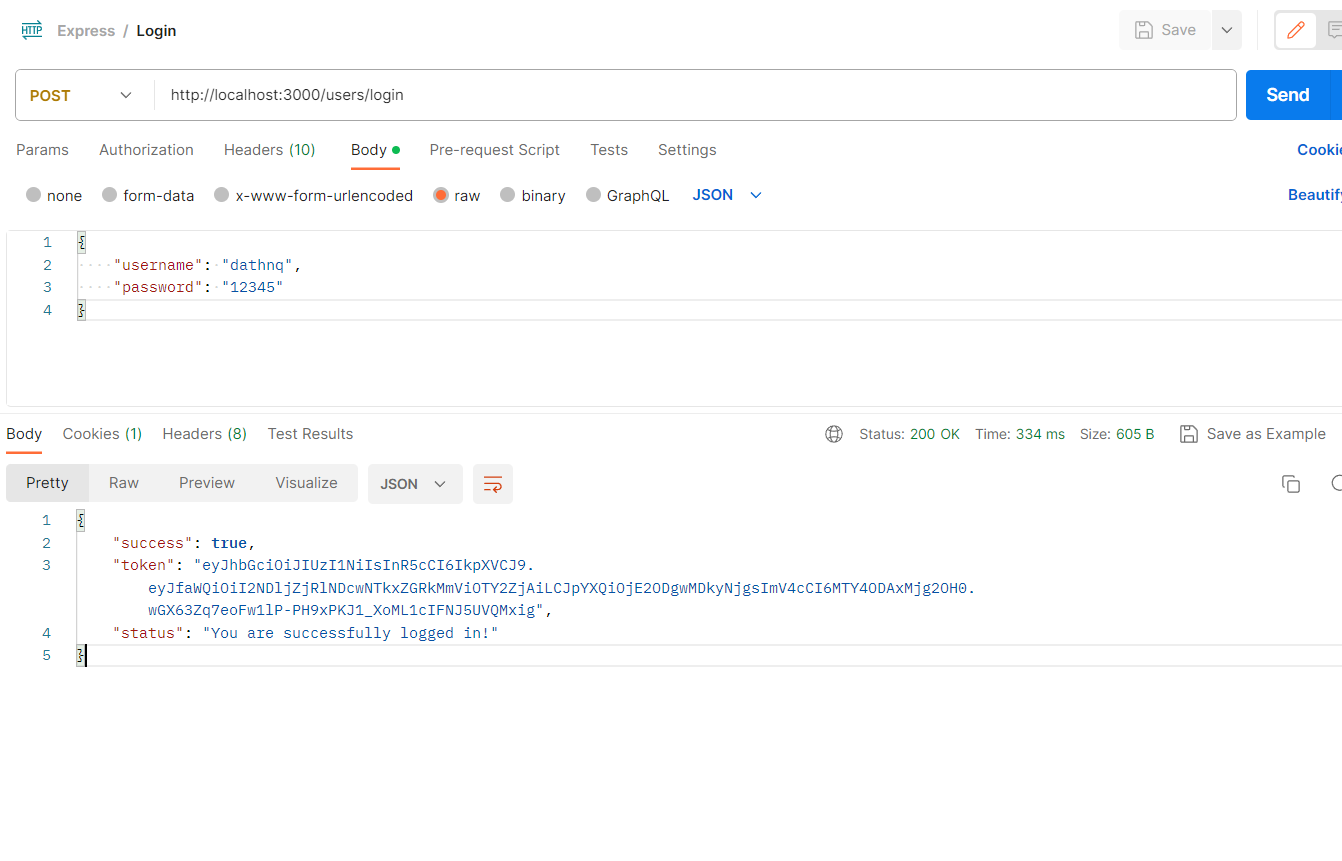 HTTP Express / Login
Save
POST http://localhost:3000/users/login
Send
Params Authorization Headers (10) Body Pre-request Script Tests Settings
Cookie
none form-data x-www-form-urlencoded raw binary GraphQL JSON
Beautify
1 {
2 "username": "dathnq",
3 "password": "12345"
4 }
Body Cookies (1) Headers (8) Test Results
Status: 200 OK Time: 334 ms Size: 605 B Save as Example
Pretty Raw Preview Visualize JSON
1 {
2 "success": true,
3 "token": "eyJhbGciOiJIUzI1NiIsInR5cCI6IkpXVCJ9.
eyJfaWQiOiI2NDljZjRlNDcwNTkxZGRkMmViOTY2ZjAiLCJpYXQiOjE2ODgwMDkyNjgsImV4cCI6MTY4ODAxMjg2OH0.
wGX63Zq7eoFw1lP-PH9xPKJ1_XoML1cIFNJ5UVQMxig",
4 "status": "You are successfully logged in!"
5 }